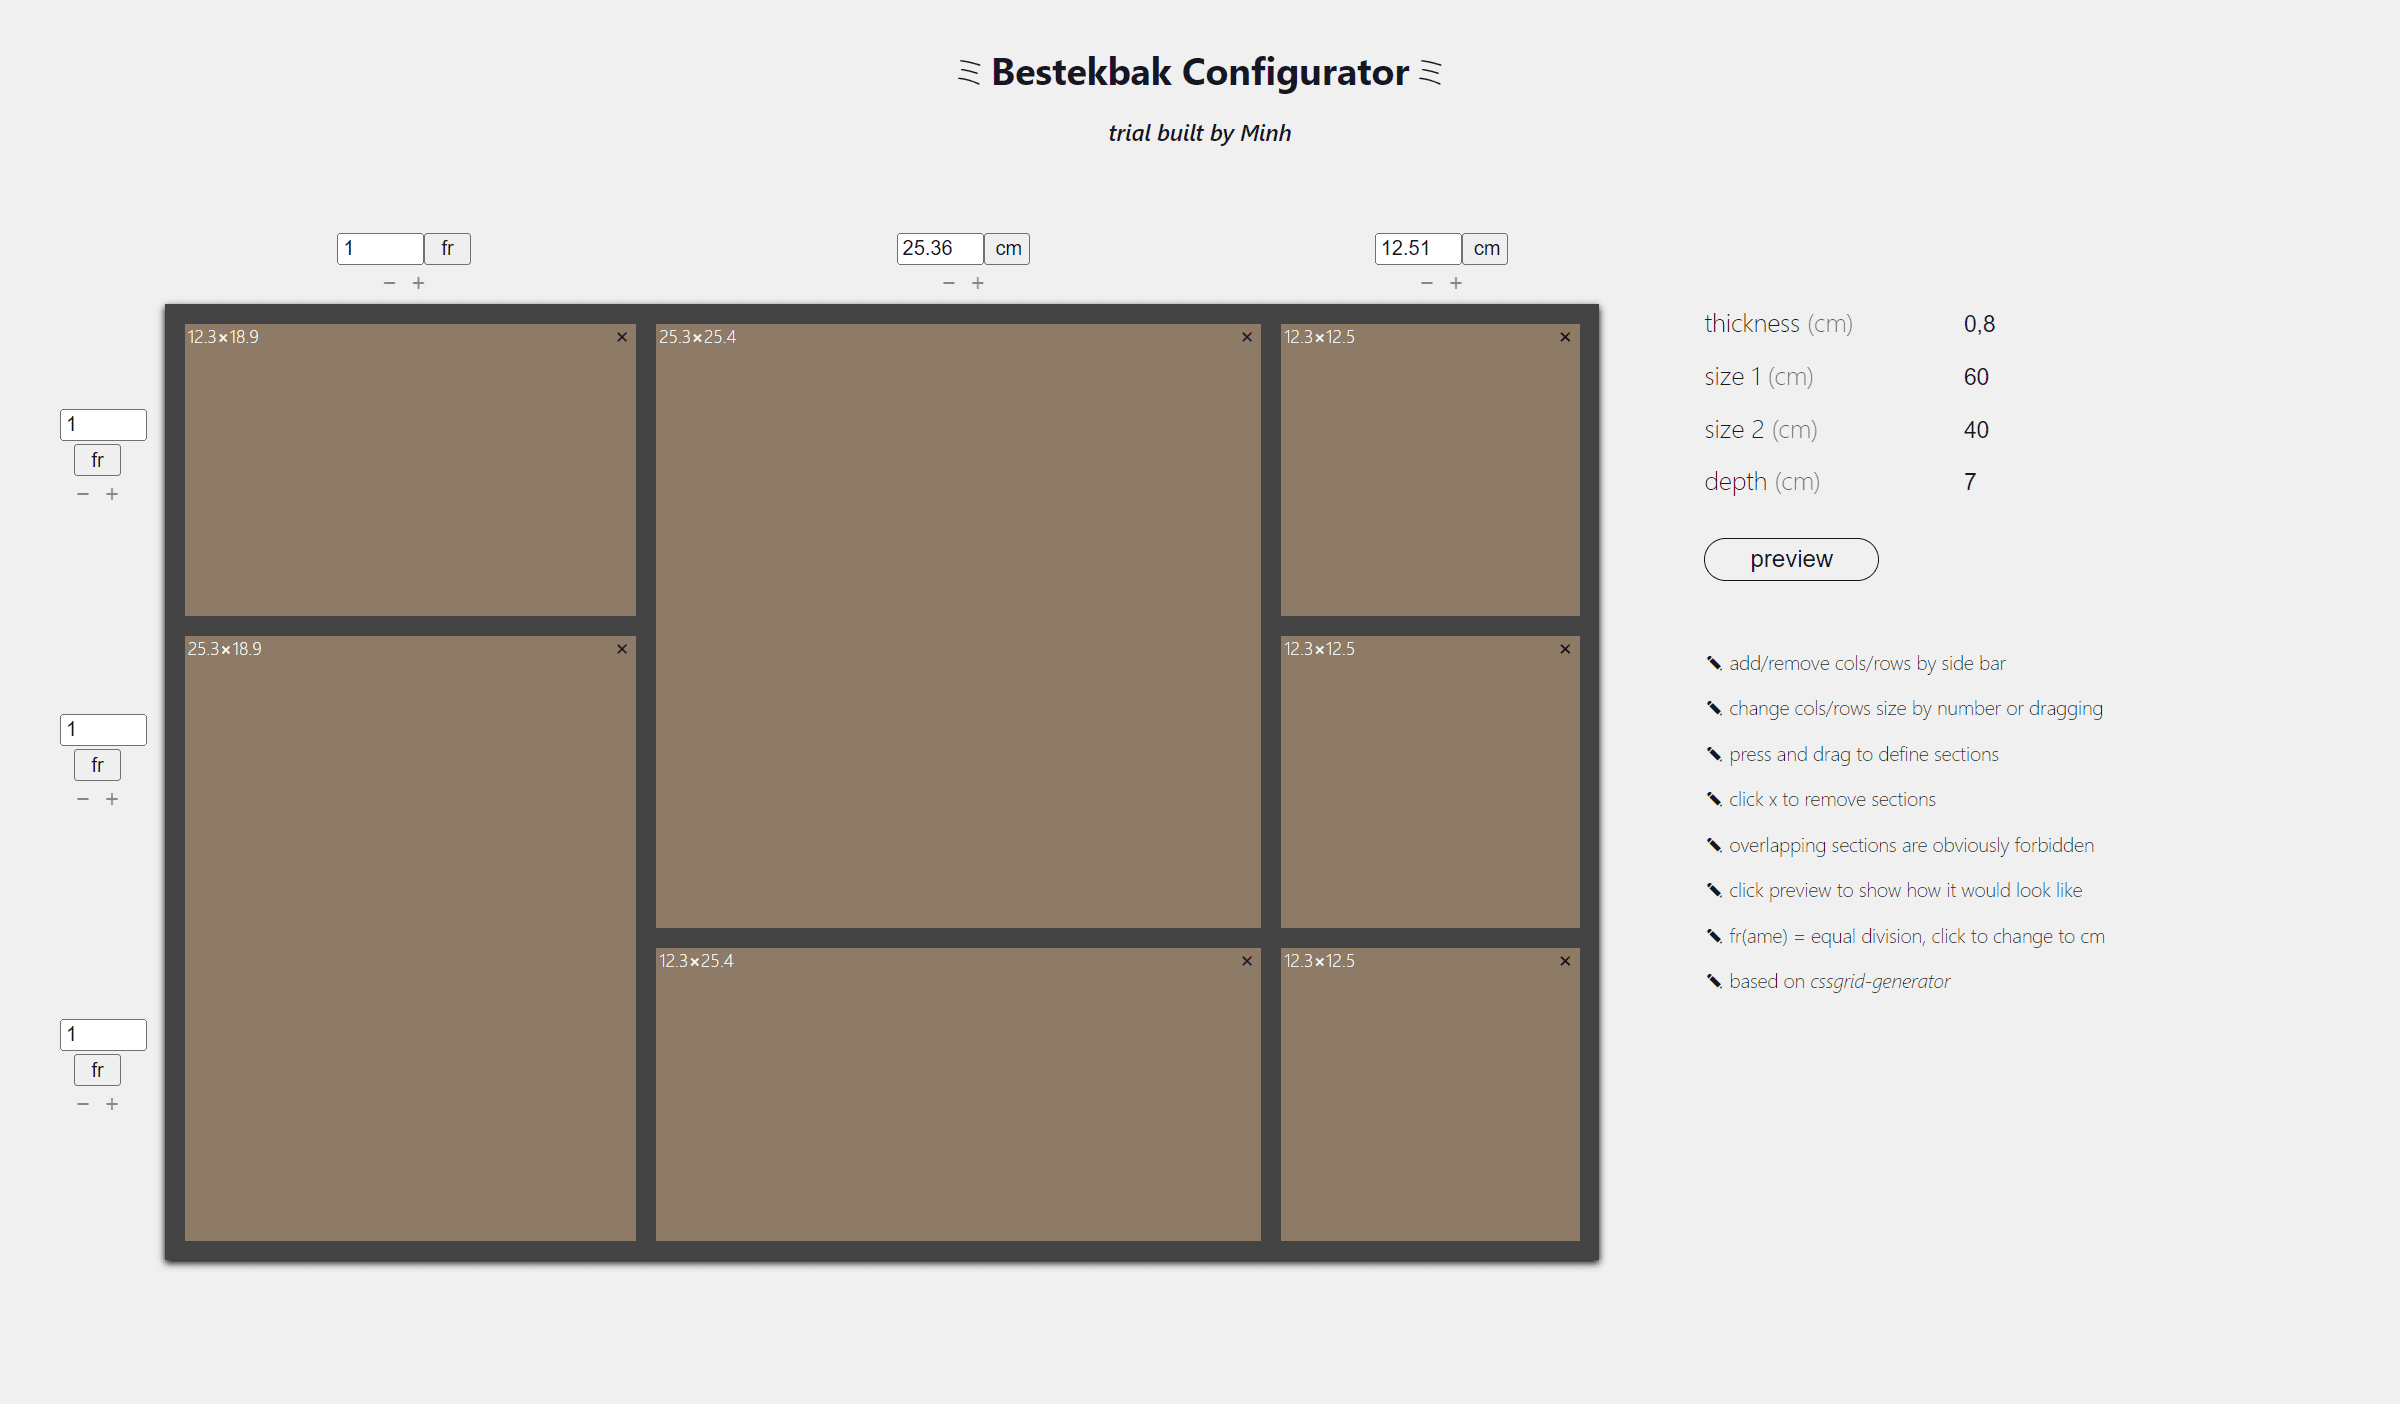 Bestekbak Configurator
trial built by Minh
1 fr
25.36 cm
12.51 cm
− +
− +
− +
1
fr
− +
1
fr
− +
1
fr
− +
12.3×18.9 ×
25.3×25.4 ×
12.3×12.5 ×
25.3×18.9 ×
12.3×12.5 ×
12.3×25.4 ×
12.3×12.5 ×
thickness (cm) 0,8
size 1 (cm) 60
size 2 (cm) 40
depth (cm) 7
preview
add/remove cols/rows by side bar
change cols/rows size by number or dragging
press and drag to define sections
click x to remove sections
overlapping sections are obviously forbidden
click preview to show how it would look like
fr(ame) = equal division, click to change to cm
based on cssgrid-generator